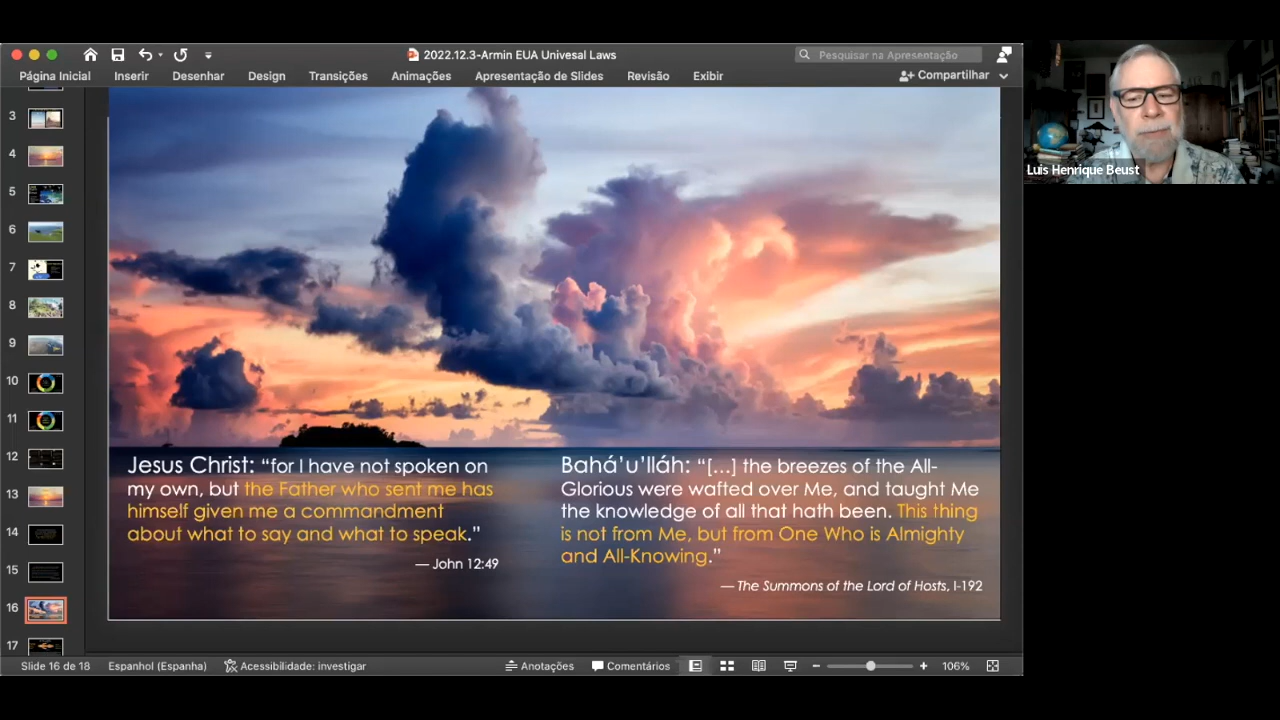 2022.12.3-Armin EUA Univesal Laws
Pesquisar na Apresentação
Página Inicial Inserir Desenhar Design Transições Animações Apresentação de Slides Revisão Exibir Compartilhar
3
4
5
6
7
8
9
10
11
12
13
14
15
16
17
Jesus Christ: “for I have not spoken on
my own, but the Father who sent me has
himself given me a commandment
about what to say and what to speak.”
— John 12:49
Bahá’u’lláh: “[...] the breezes of the All-
Glorious were wafted over Me, and taught Me
the knowledge of all that hath been. This thing
is not from Me, but from One Who is Almighty
and All-Knowing.”
— The Summons of the Lord of Hosts, I-192
Slide 16 de 18 Espanhol (Espanha) Acessibilidade: investigar Anotações Comentários 106%
Luis Henrique Beust